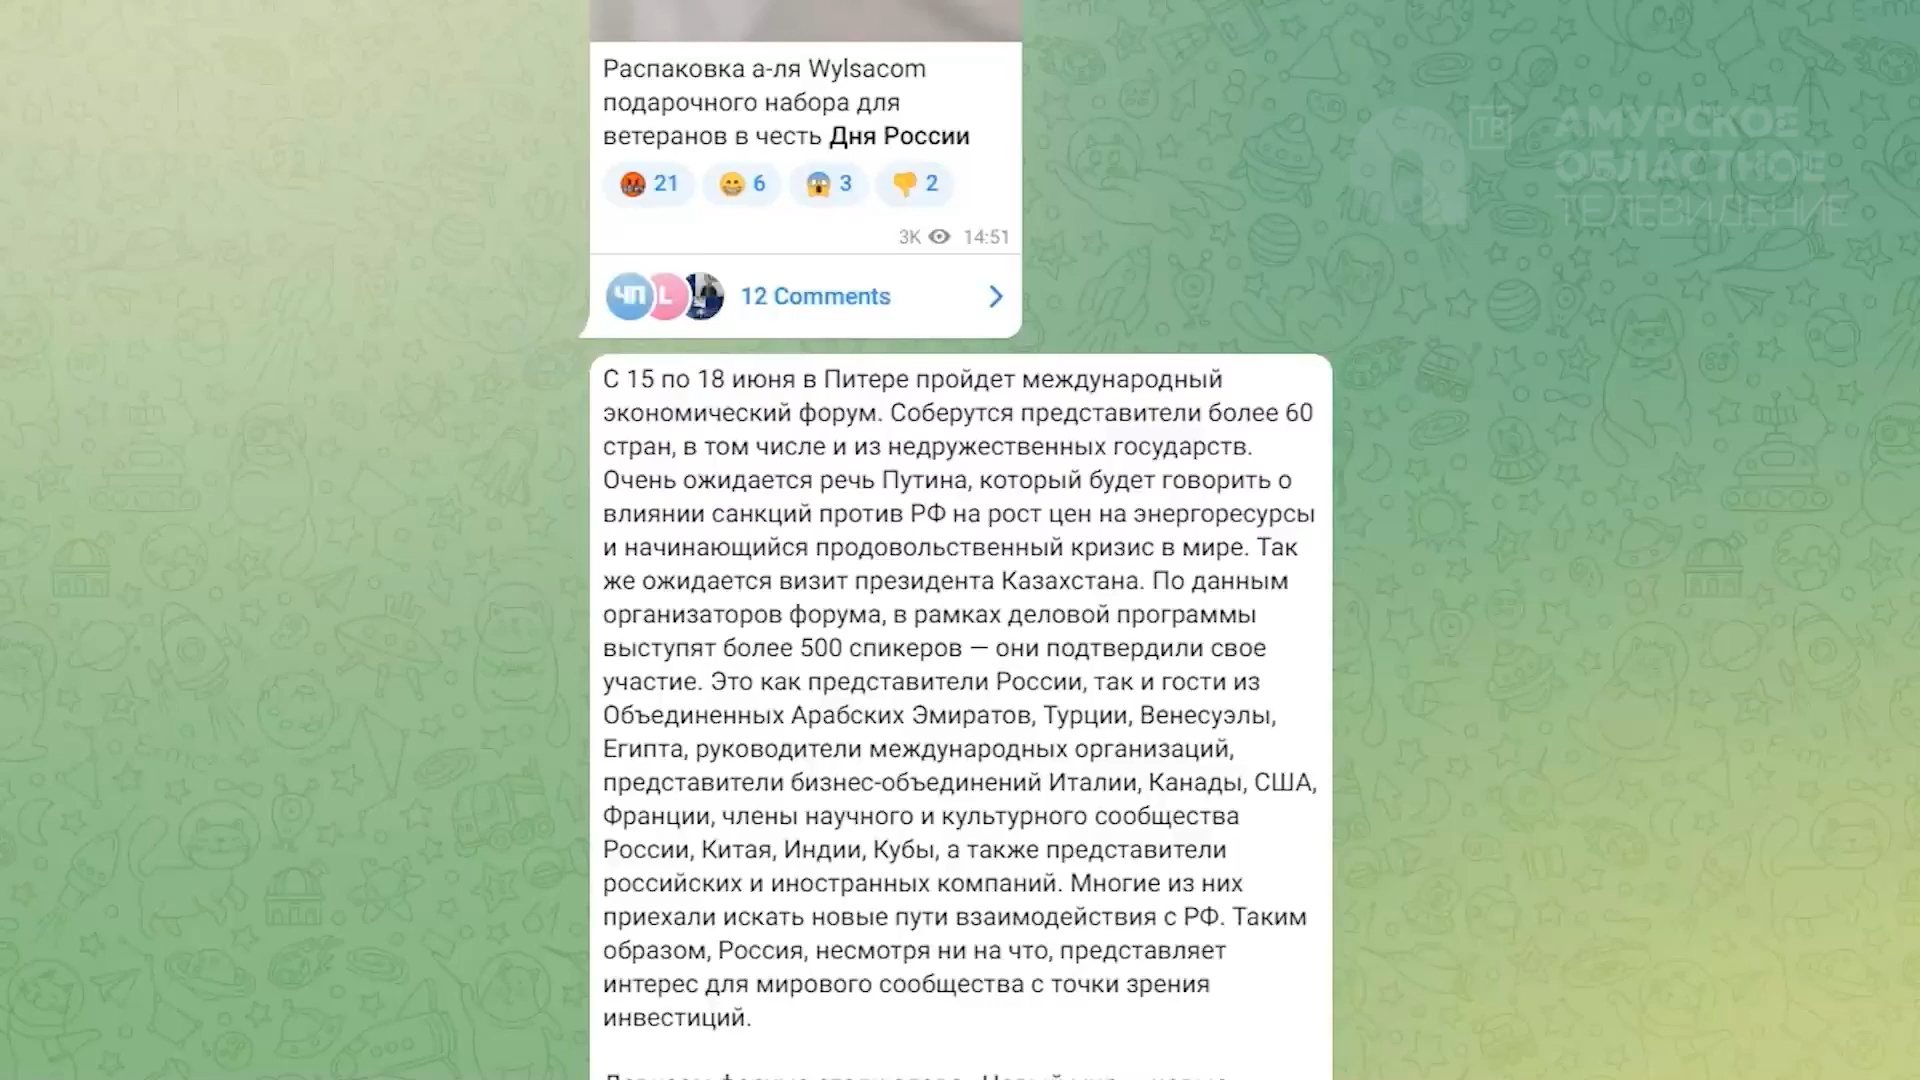 Распаковка а-ля Wylsacom
подарочного набора для
ветеранов в честь Дня России
21 6 3 2
3K 14:51
ЧП L 12 Comments
С 15 по 18 июня в Питере пройдет международный
экономический форум. Соберутся представители более 60
стран, в том числе и из недружественных государств.
Очень ожидается речь Путина, который будет говорить о
влиянии санкций против РФ на рост цен на энергоресурсы
и начинающийся продовольственный кризис в мире. Так
же ожидается визит президента Казахстана. По данным
организаторов форума, в рамках деловой программы
выступят более 500 спикеров — они подтвердили свое
участие. Это как представители России, так и гости из
Объединенных Арабских Эмиратов, Турции, Венесуэлы,
Египта, руководители международных организаций,
представители бизнес-объединений Италии, Канады, США,
Франции, члены научного и культурного сообщества
России, Китая, Индии, Кубы, а также представители
российских и иностранных компаний. Многие из них
приехали искать новые пути взаимодействия с РФ. Таким
образом, Россия, несмотря ни на что, представляет
интерес для мирового сообщества с точки зрения
инвестиций.
ТВ АМУРСКОЕ
ОБЛАСТНОЕ
ТЕЛЕВИДЕНИЕ